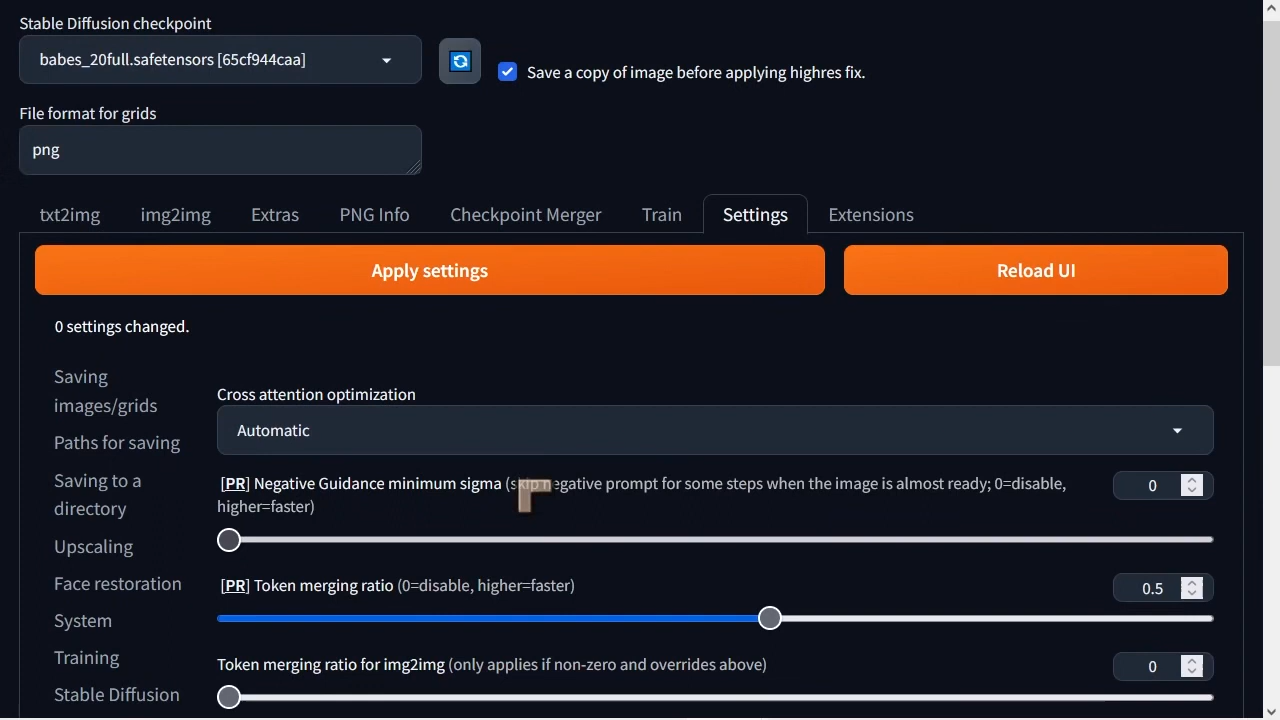 Stable Diffusion checkpoint
babes_20full.safetensors [65cf944caa]
Save a copy of image before applying highres fix.
File format for grids
png
txt2img img2img Extras PNG Info Checkpoint Merger Train Settings Extensions
Apply settings Reload UI
0 settings changed.
Saving
images/grids
Paths for saving
Saving to a
directory
Upscaling
Face restoration
System
Training
Stable Diffusion
Cross attention optimization
Automatic
[PR] Negative Guidance minimum sigma (skip negative prompt for some steps when the image is almost ready; 0=disable,
higher=faster)
0
[PR] Token merging ratio (0=disable, higher=faster)
0.5
Token merging ratio for img2img (only applies if non-zero and overrides above)
0